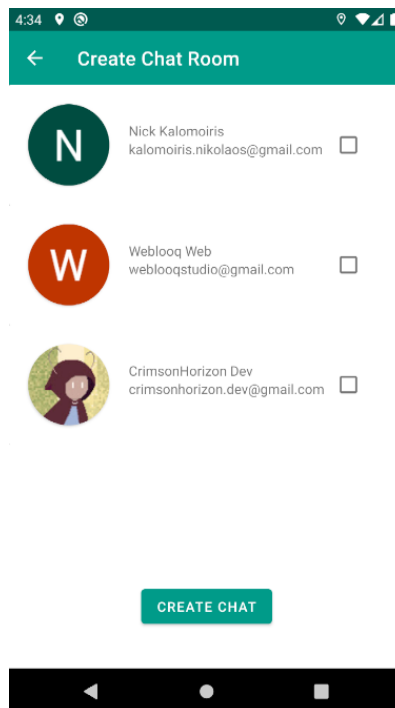 4:34
Create Chat Room
N
Nick Kalomoiris
kalomoiris.nikolaos@gmail.com
W
Weblooq Web
weblooqstudio@gmail.com
CrimsonHorizon Dev
crimsonhorizon.dev@gmail.com
CREATE CHAT